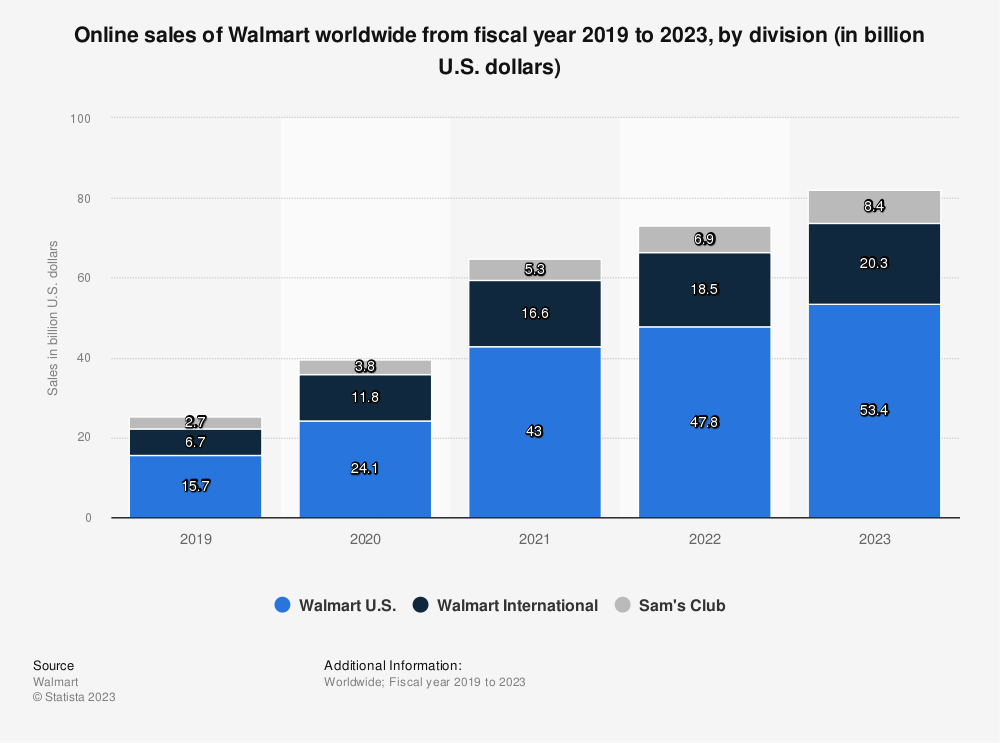 Online sales of Walmart worldwide from fiscal year 2019 to 2023, by division (in billion
U.S. dollars)
Sales in billion U.S. dollars
100
80
60
40
20
0
2.7
6.7
15.7
3.8
11.8
24.1
5.3
16.6
43
6.9
18.5
47.8
8.4
20.3
53.4
2019 2020 2021 2022 2023
Walmart U.S. Walmart International Sam's Club
Source
Walmart
© Statista 2023
Additional Information:
Worldwide; Fiscal year 2019 to 2023